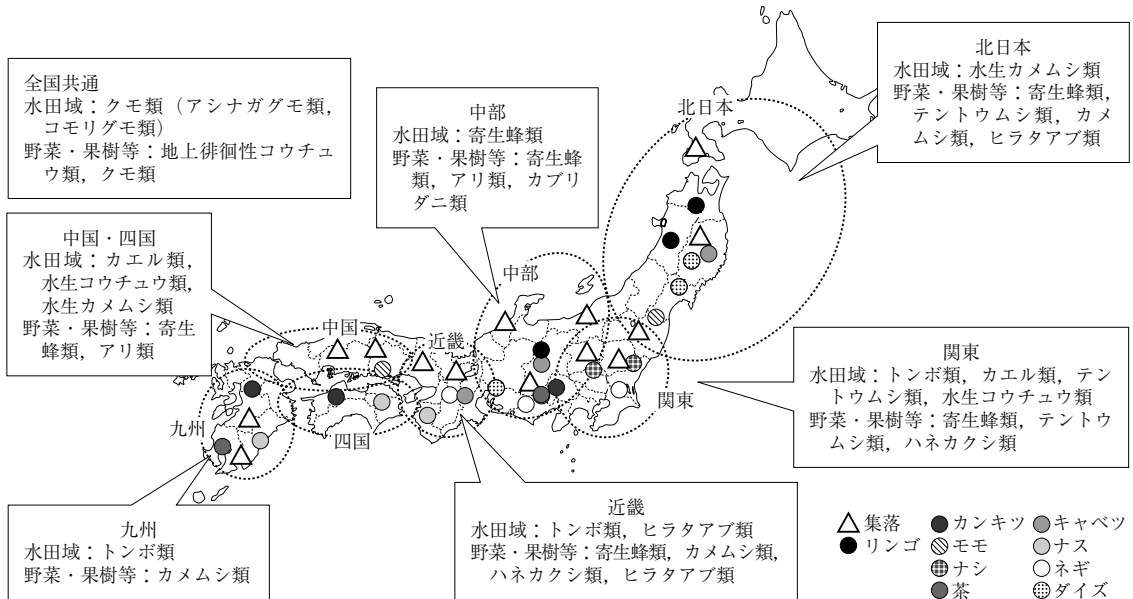 全国共通
水田域：クモ類（アシナガグモ類，
コモリグモ類）
野菜・果樹等：地上徘徊性コウチュ
ウ類，クモ類
中部
水田域：寄生蜂類
野菜・果樹等：寄生蜂
類，アリ類，カブリ
ダニ類
北日本
水田域：水生カメムシ類
野菜・果樹等：寄生蜂類，
テントウムシ類，カメ
ムシ類，ヒラタアブ類
中国・四国
水田域：カエル類，
水生コウチュウ類，
水生カメムシ類
野菜・果樹等：寄生
蜂類，アリ類
北日本
中部
中国
近畿
関東
四国
九州
関東
水田域：トンボ類，カエル類，テン
トウムシ類，水生コウチュウ類
野菜・果樹等：寄生蜂類，テントウ
ムシ類，ハネカクシ類
九州
水田域：トンボ類
野菜・果樹等：カメムシ類
近畿
水田域：トンボ類，ヒラタアブ類
野菜・果樹等：寄生蜂類，カメムシ類，
ハネカクシ類，ヒラタアブ類
集落 カンキツ キャベツ
リンゴ モモ ナス
ナシ ネギ
茶 ダイズ